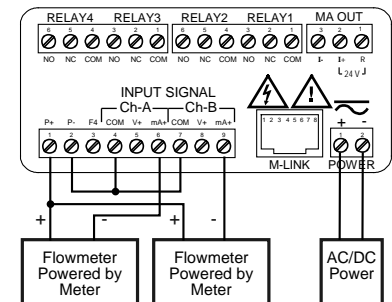 RELAY4 RELAY3 RELAY2 RELAY1 MA OUT
6 5 4 3 2 1 6 5 4 3 2 1 3 2 1
NO NC COM NO NC COM NO NC COM NO NC COM I- I+ R
24 V
INPUT SIGNAL
Ch-A Ch-B
P+ P- F4 COM V+ mA+ COM V+ mA+
1 2 3 4 5 6 7 8 9
1 2 3 4 5 6 7 8
M-LINK
+ -
1 2
POWER
+ - + -
Flowmeter
Powered by
Meter
Flowmeter
Powered by
Meter
AC/DC
Power